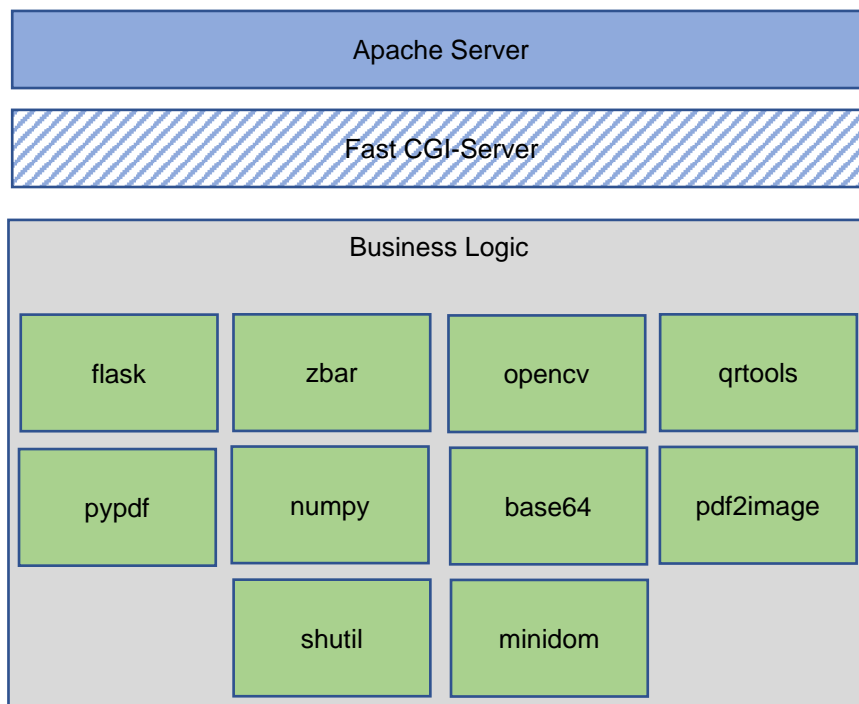 Apache Server
Fast CGI-Server
Business Logic
flask
zbar
opencv
qrtools
pypdf
numpy
base64
pdf2image
shutil
minidom